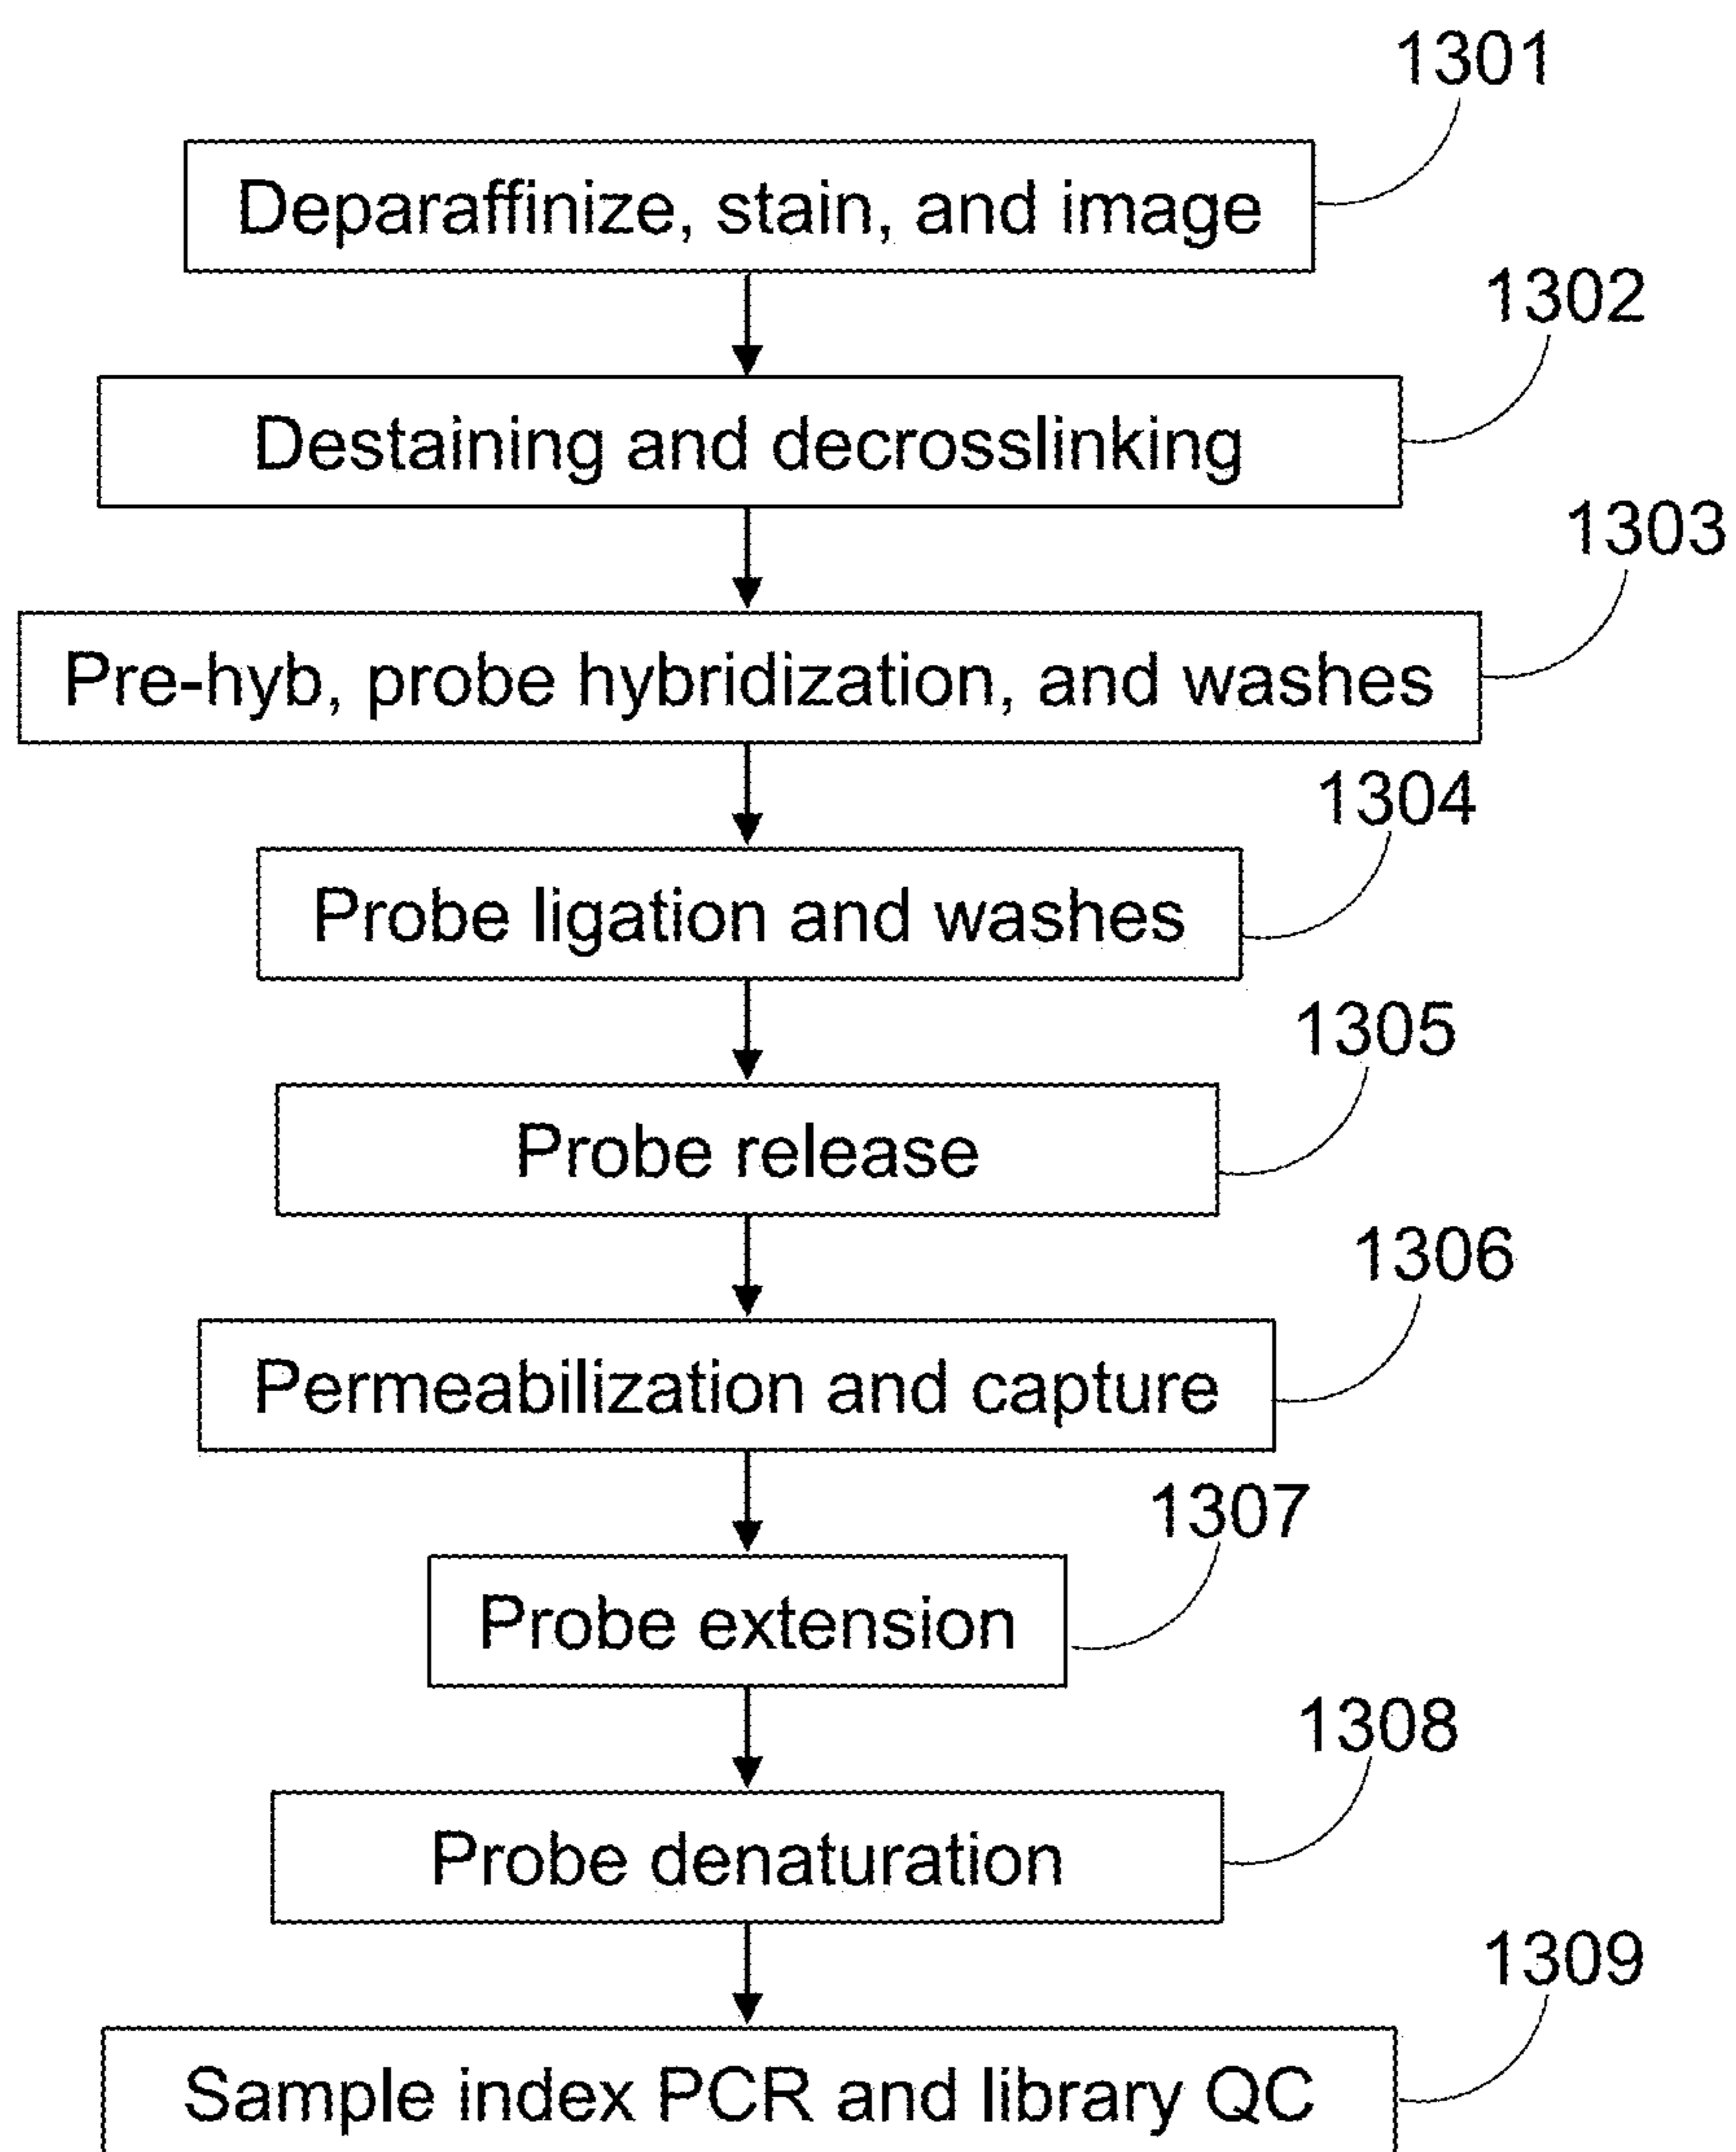 1301
Deparaffinize, stain, and image
1302
Destaining and decrosslinking
1303
Pre-hyb, probe hybridization, and washes
1304
Probe ligation and washes
1305
Probe release
1306
Permeabilization and capture
1307
Probe extension
1308
Probe denaturation
1309
Sample index PCR and library QC